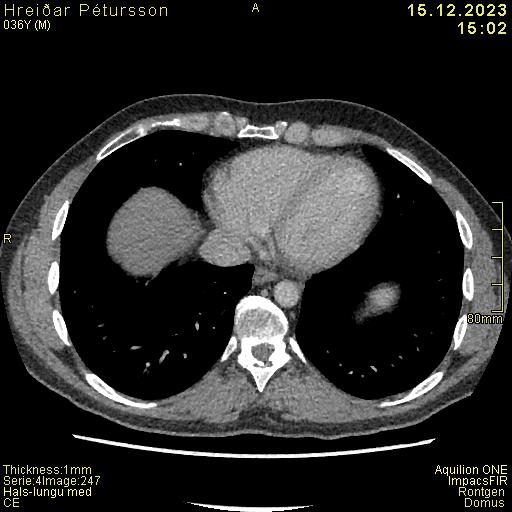 Hreiðar Pétursson
036Y (M)
A
15.12.2023
15:02
R
80mm
Thickness:1mm
Serie:4Image:247
Hals-lungu med
CE
Aquilion ONE
ImpacsFIR
Rontgen
Domus